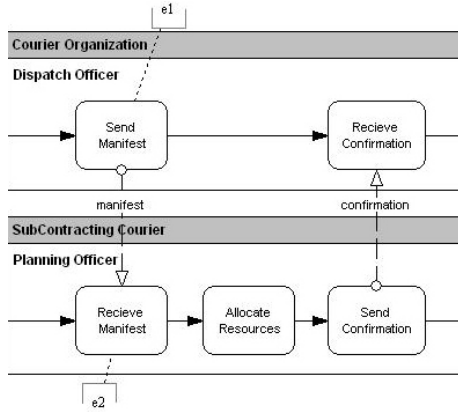 e1
Courier Organization
Dispatch Officer
Send
Manifest
Recieve
Confirmation
manifest
confirmation
SubContracting Courier
Planning Officer
Recieve
Manifest
Allocate
Resources
Send
Confirmation
e2